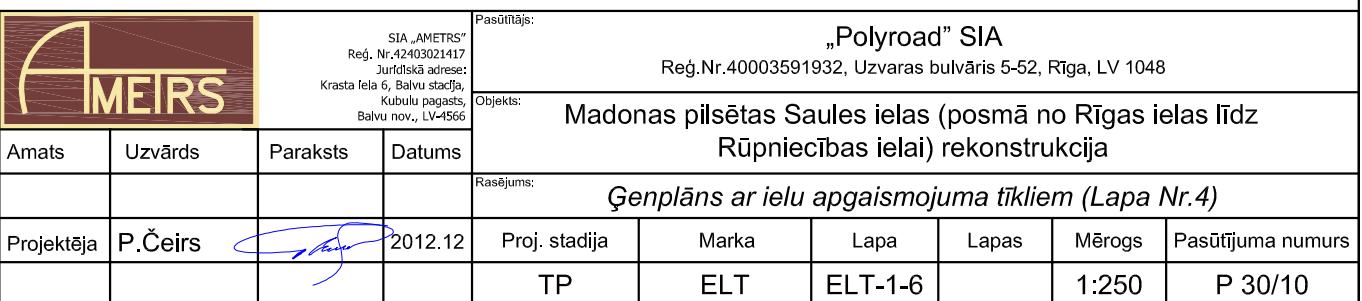 AMETRS
SIA „AMETRS”
Reģ. Nr.42403021417
Juridiskā adrese:
Krasta iela 6, Balvu stacija,
Kubulu pagasts,
Balvu nov., LV-4566
Pasūtītājs:
„Polyroad” SIA
Reģ.Nr.40003591932, Uzvaras bulvāris 5-52, Rīga, LV 1048
Objekts:
Madonas pilsētas Saules ielas (posmā no Rīgas ielas līdz
Rūpniecības ielai) rekonstrukcija
Amats Uzvārds Paraksts Datums
Rasējums:
Ģenplāns ar ielu apgaismojuma tīkliem (Lapa Nr.4)
Projektēja P.Čeirs 2012.12
Proj. stadija Marka Lapa Lapas Mērogs Pasūtījuma numurs
TP ELT ELT-1-6 1:250 P 30/10